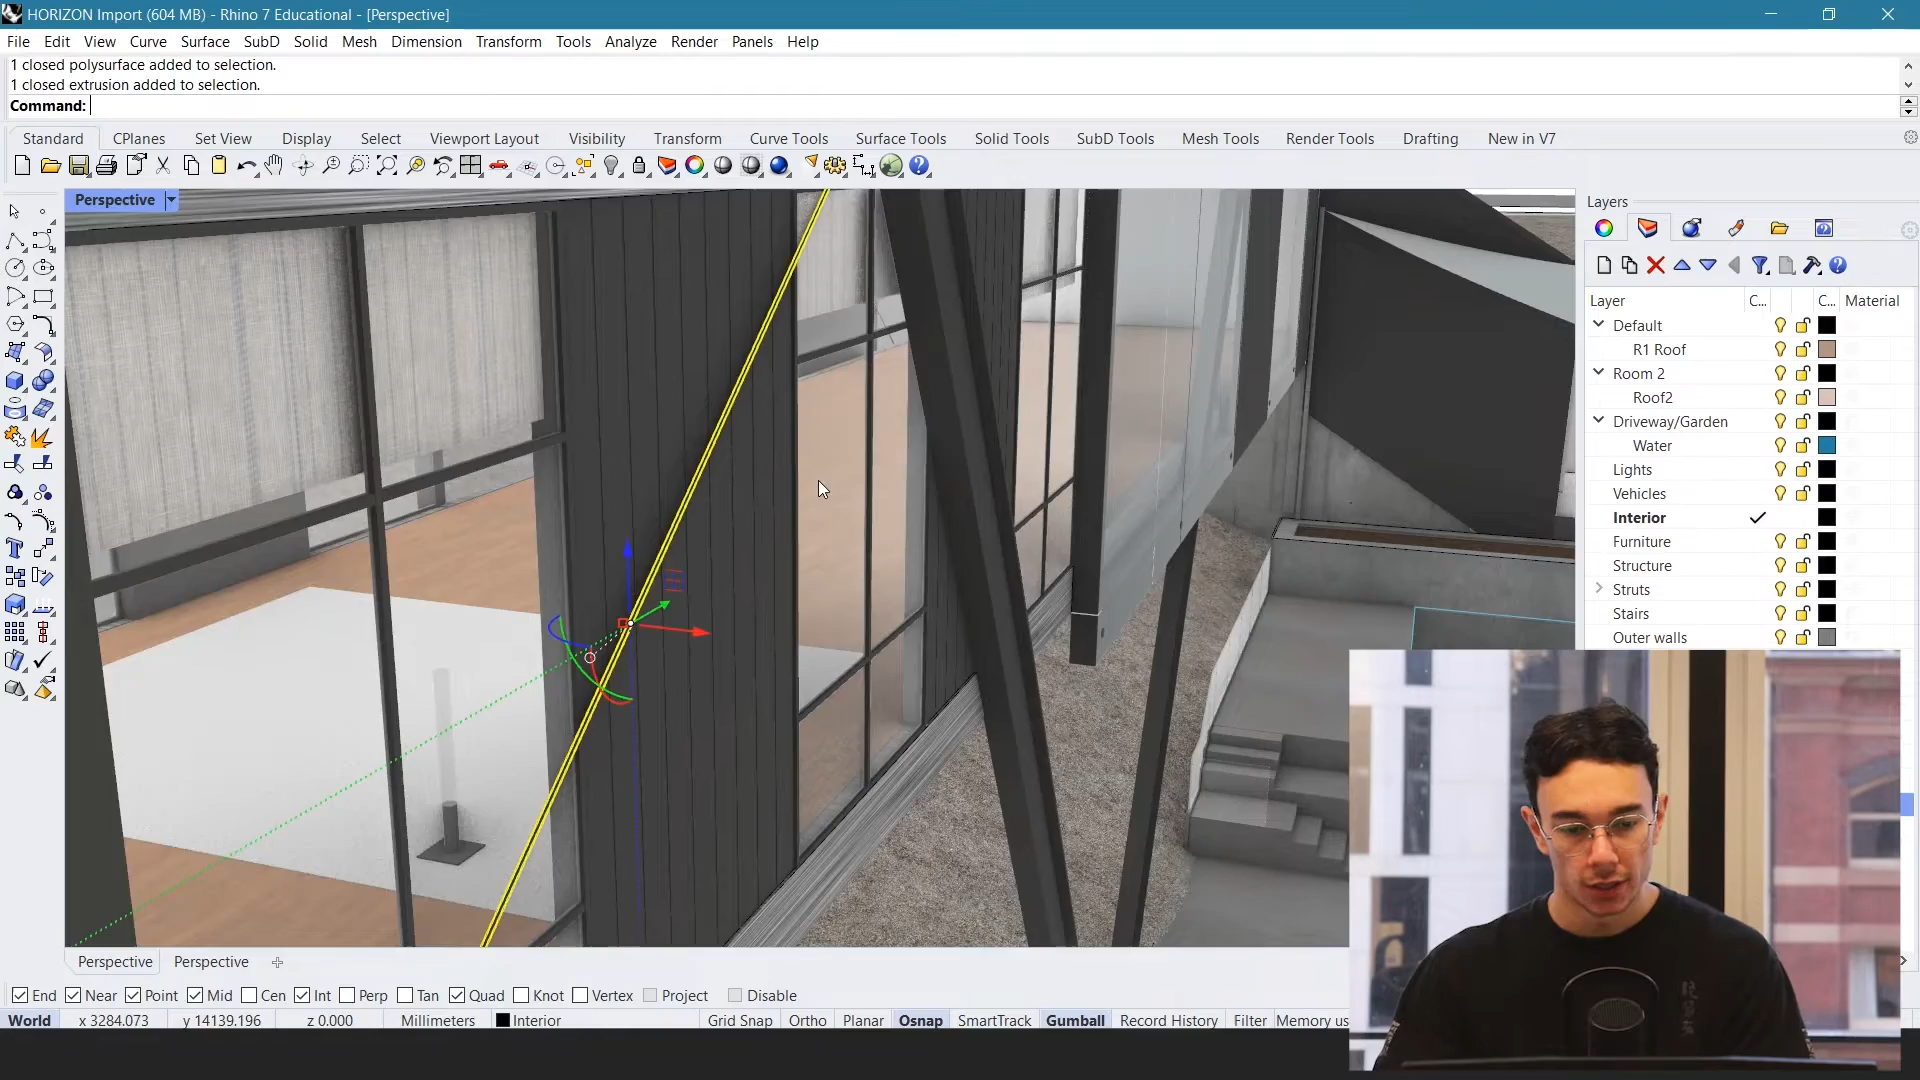 HORIZON Import (604 MB) - Rhino 7 Educational - [Perspective]
File Edit View Curve Surface SubD Solid Mesh Dimension Transform Tools Analyze Render Panels Help
1 closed polysurface added to selection.
1 closed extrusion added to selection.
Command:
Standard CPlanes Set View Display Select Viewport Layout Visibility Transform Curve Tools Surface Tools Solid Tools SubD Tools Mesh Tools Render Tools Drafting New in V7
Perspective
Layers
Layer C... C... Material
Default
R1 Roof
Room 2
Roof2
Driveway/Garden
Water
Lights
Vehicles
Interior
Furniture
Structure
Struts
Stairs
Outer walls
Perspective Perspective
End Near Point Mid Cen Int Perp Tan Quad Knot Vertex Project Disable
World x 3284.073 y 14139.196 z 0.000 Millimeters Interior Grid Snap Ortho Planar Osnap SmartTrack Gumball Record History Filter Memory us